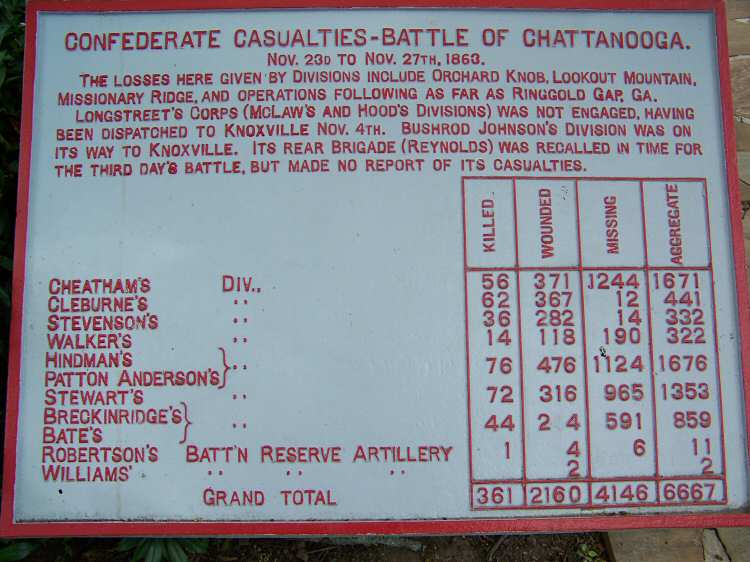 CONFEDERATE CASUALTIES-BATTLE OF CHATTANOOGA.
NOV. 23D TO NOV. 27TH, 1863.
THE LOSSES HERE GIVEN BY DIVISIONS INCLUDE ORCHARD KNOB, LOOKOUT MOUNTAIN,
MISSIONARY RIDGE, AND OPERATIONS FOLLOWING AS FAR AS RINGGOLD GAP, GA.
LONGSTREET'S CORPS (MCLAW'S AND HOOD'S DIVISIONS) WAS NOT ENGAGED, HAVING
BEEN DISPATCHED TO KNOXVILLE NOV. 4TH. BUSHROD JOHNSON'S DIVISION WAS ON
ITS WAY TO KNOXVILLE. ITS REAR BRIGADE (REYNOLDS) WAS RECALLED IN TIME FOR
THE THIRD DAY'S BATTLE, BUT MADE NO REPORT OF ITS CASUALTIES.
KILLED WOUNDED MISSING AGGREGATE
CHEATHAM'S DIV., 56 371 1244 1671
CLEBURNE'S " 62 367 12 441
STEVENSON'S " 36 282 14 332
WALKER'S " 14 118 190 322
HINDMAN'S
PATTON ANDERSON'S } " 76 476 1124 1676
STEWART'S " 72 316 965 1353
BRECKINRIDGE'S
BATE'S } " 44 2 4 591 859
ROBERTSON'S BATT'N RESERVE ARTILLERY 1 4 6 11
WILLIAMS' " " " 2 2
GRAND TOTAL 361 2160 4146 6667